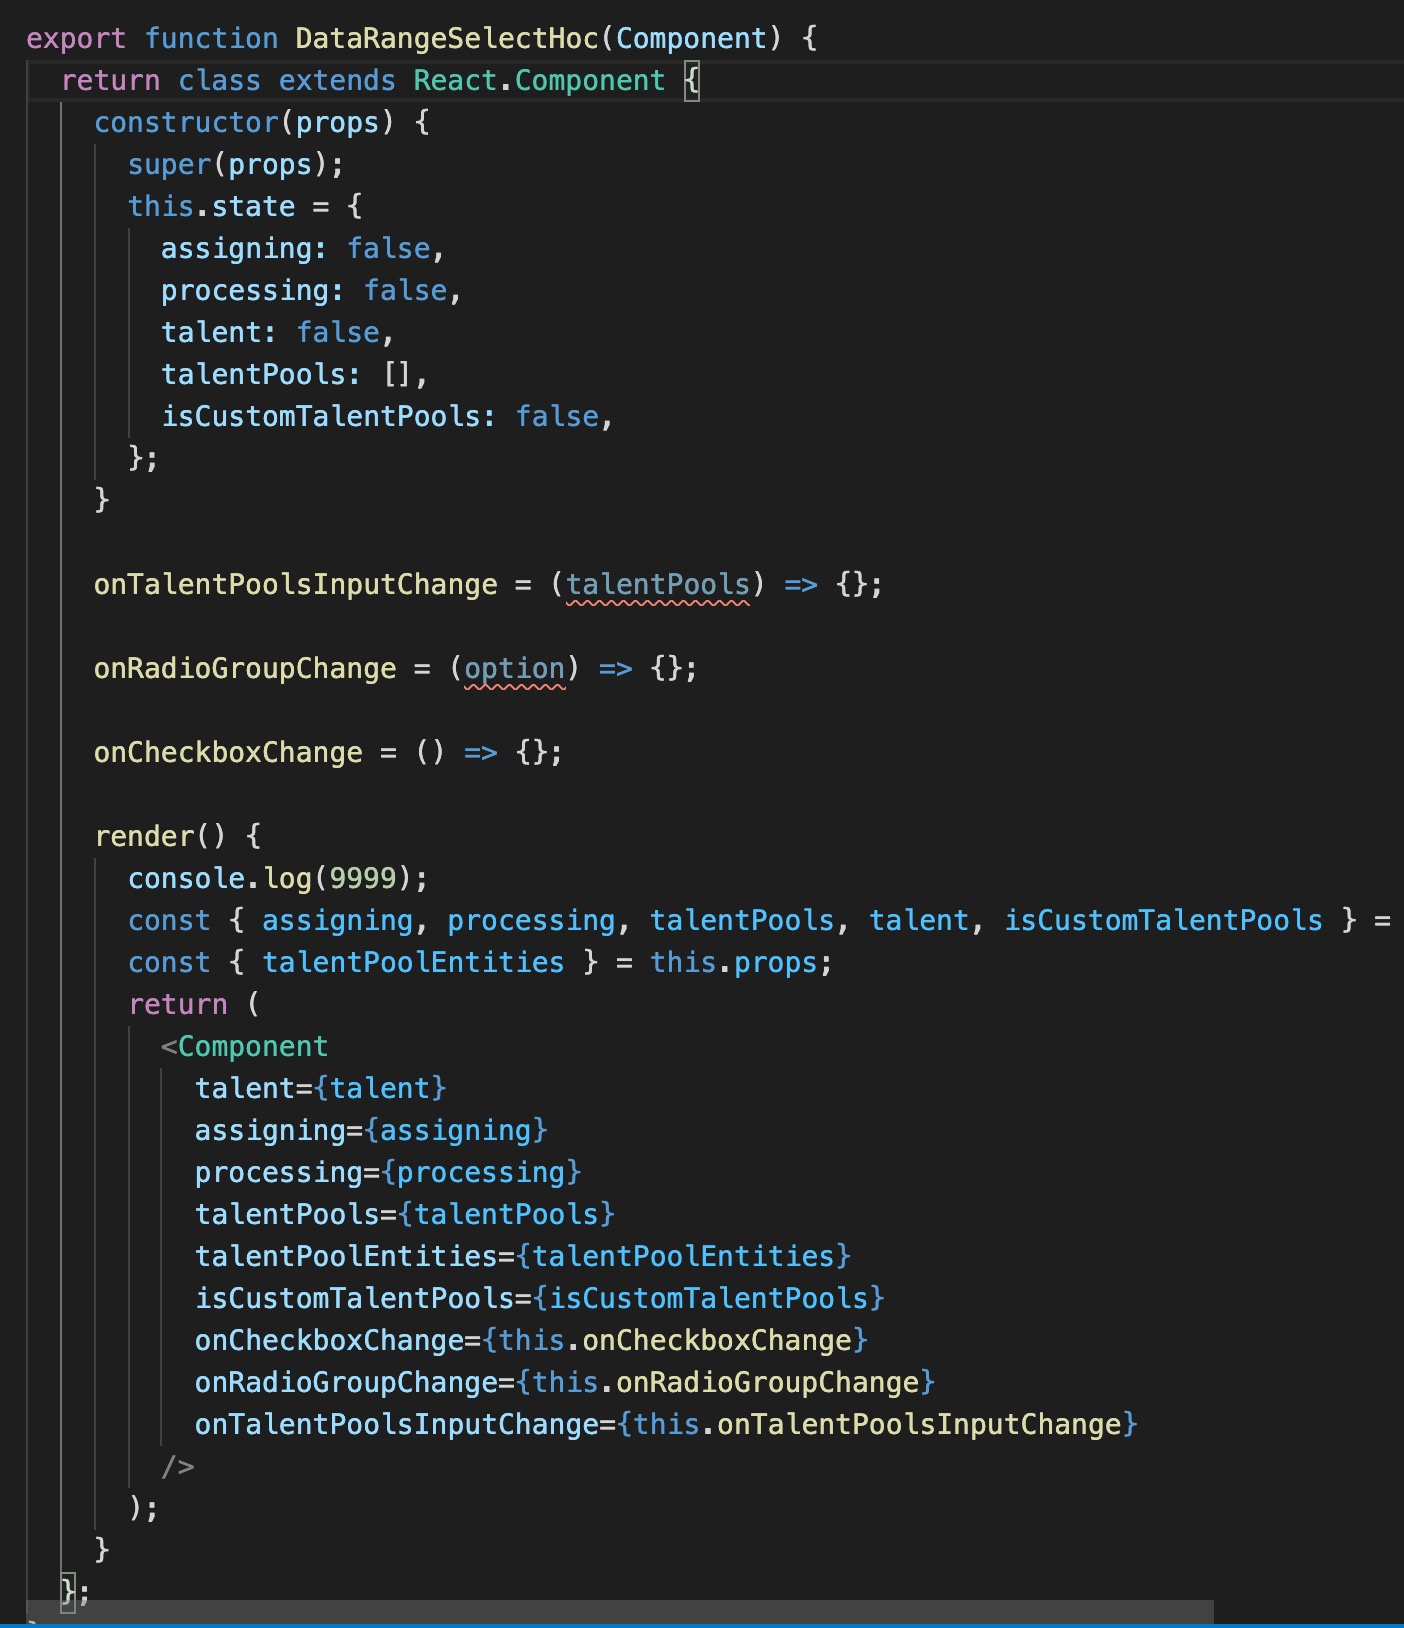 export function DataRangeSelectHoc(Component) {
return class extends React.Component {
constructor(props) {
super(props);
this.state = {
assigning: false,
processing: false,
talent: false,
talentPools: [],
isCustomTalentPools: false,
};
}
onTalentPoolsInputChange = (talentPools) => {};
onRadioGroupChange = (option) => {};
onCheckboxChange = () => {};
render() {
console.log(9999);
const { assigning, processing, talentPools, talent, isCustomTalentPools } =
const { talentPoolEntities } = this.props;
return (
<Component
talent={talent}
assigning={assigning}
processing={processing}
talentPools={talentPools}
talentPoolEntities={talentPoolEntities}
isCustomTalentPools={isCustomTalentPools}
onCheckboxChange={this.onCheckboxChange}
onRadioGroupChange={this.onRadioGroupChange}
onTalentPoolsInputChange={this.onTalentPoolsInputChange}
/>
);
}
};